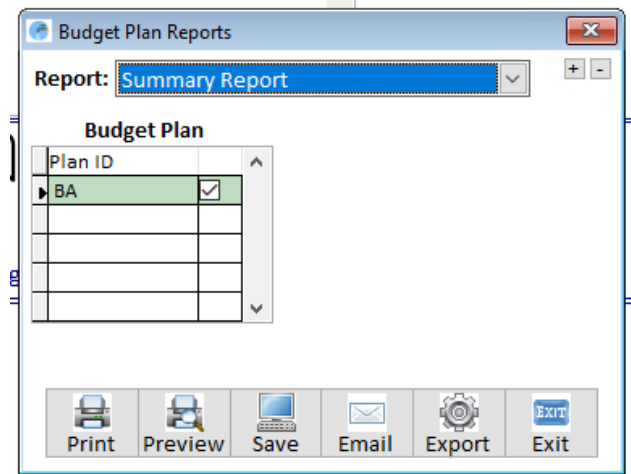 Budget Plan Reports
Report: Summary Report
+ -
Budget Plan
Plan ID
BA
EXIT
Print Preview Save Email Export Exit